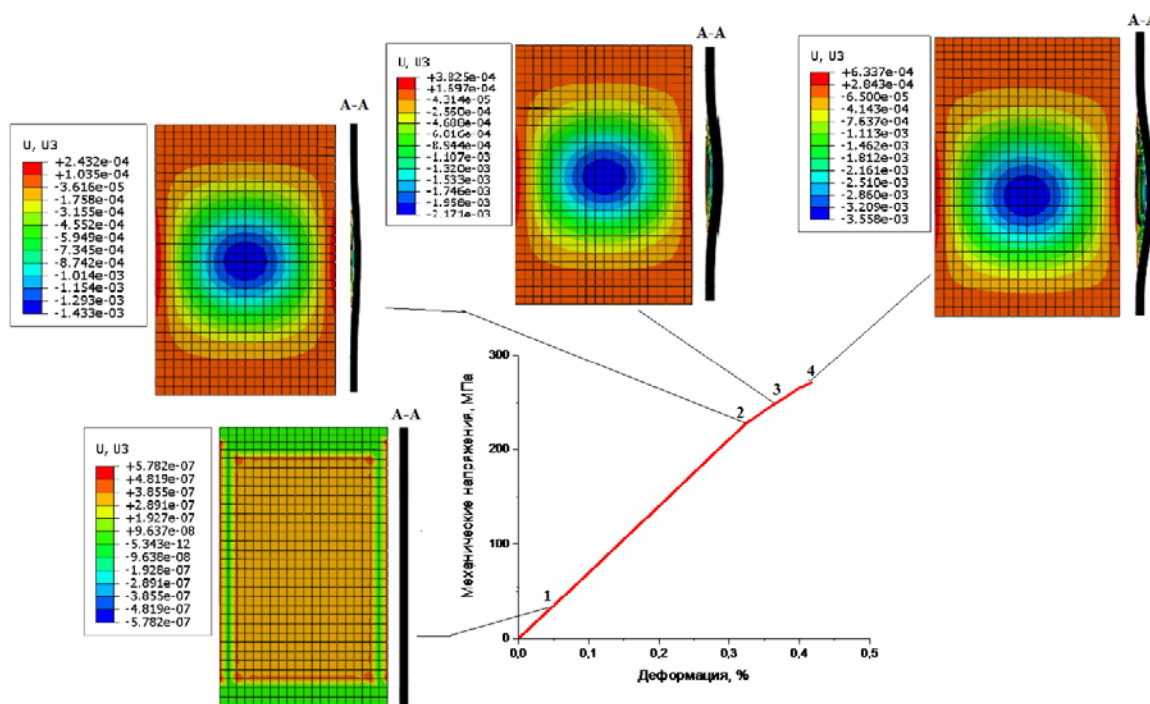 A-A
U, U3
+2.432e-04
+1.035e-04
-3.616e-05
-1.758e-04
-3.155e-04
-4.552e-04
-5.949e-04
-7.345e-04
-8.742e-04
-1.014e-03
-1.154e-03
-1.293e-03
-1.433e-03
A-A
U, U3
+3.825e-04
+1.697e-04
-4.314e-05
-2.560e-04
-4.688e-04
-6.816e-04
-8.944e-04
-1.107e-03
-1.320e-03
-1.533e-03
-1.746e-03
-1.958e-03
-2.171e-03
A-A
U, U3
+6.337e-04
+2.843e-04
-6.500e-05
-4.143e-04
-7.637e-04
-1.113e-03
-1.462e-03
-1.812e-03
-2.161e-03
-2.510e-03
-2.860e-03
-3.209e-03
-3.558e-03
A-A
U, U3
+5.782e-07
+4.819e-07
+3.855e-07
+2.891e-07
+1.927e-07
+9.637e-08
-5.343e-12
-9.638e-08
-1.928e-07
-2.891e-07
-3.855e-07
-4.819e-07
-5.782e-07
Механические напряжения, МПа
300
200
100
0
1
2
3
4
0,0
0,1
0,2
0,3
0,4
0,5
Деформация, %